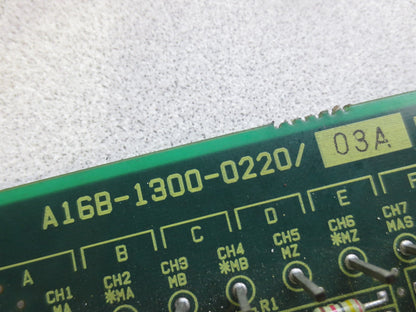 A16B-1300-0220/ 03A
A B C D E F
CH1 CH2 CH3 CH4 CH5 CH6 CH7
MA *MA MB *MB MZ *MZ MAS
R1